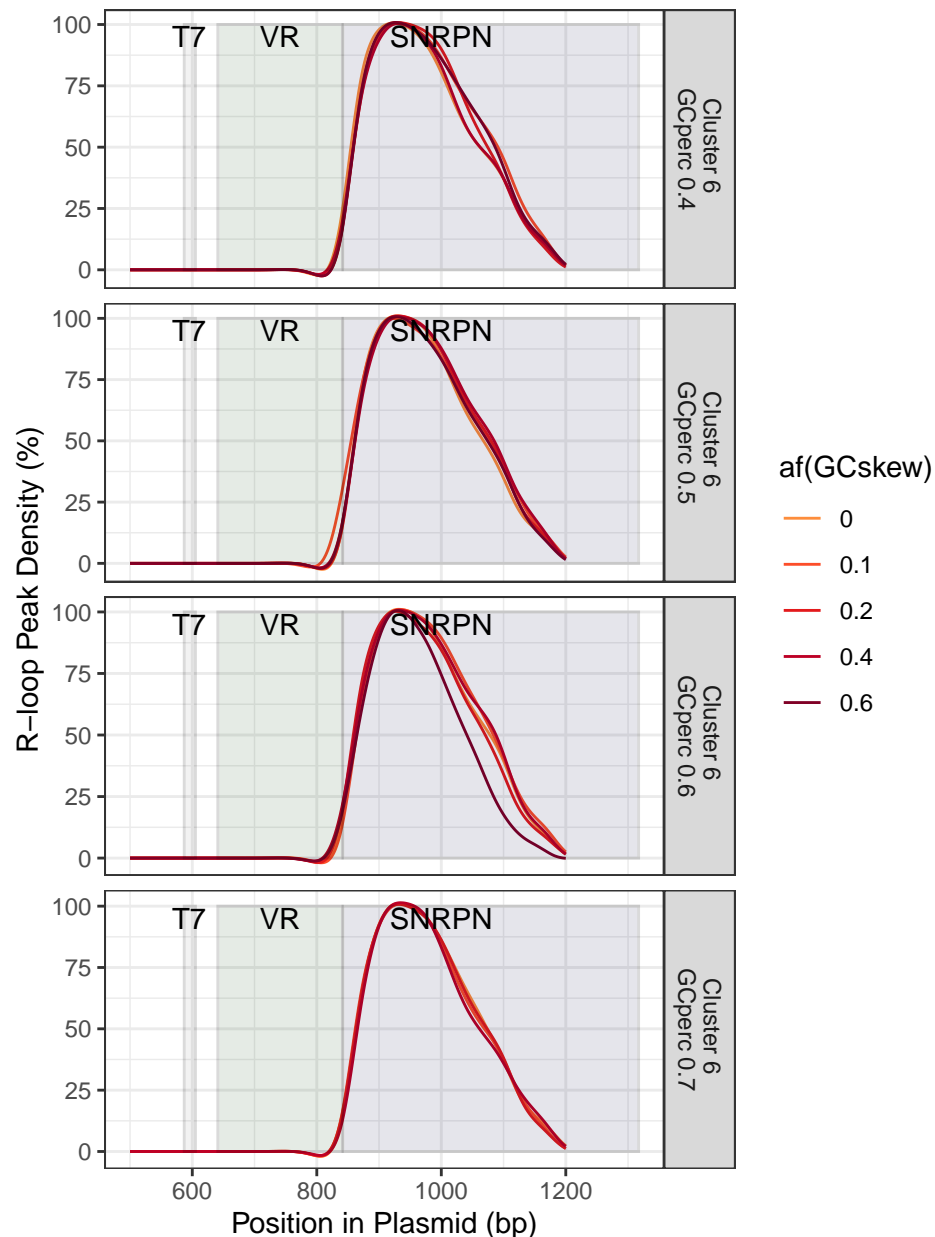 R−loop Peak Density (%)
100
75
50
25
0
T7 VR SNRPN
Cluster 6
GCperc 0.4
100
75
50
25
0
T7 VR SNRPN
Cluster 6
GCperc 0.5
100
75
50
25
0
T7 VR SNRPN
Cluster 6
GCperc 0.6
100
75
50
25
0
T7 VR SNRPN
Cluster 6
GCperc 0.7
600 800 1000 1200
Position in Plasmid (bp)
af(GCskew)
0
0.1
0.2
0.4
0.6